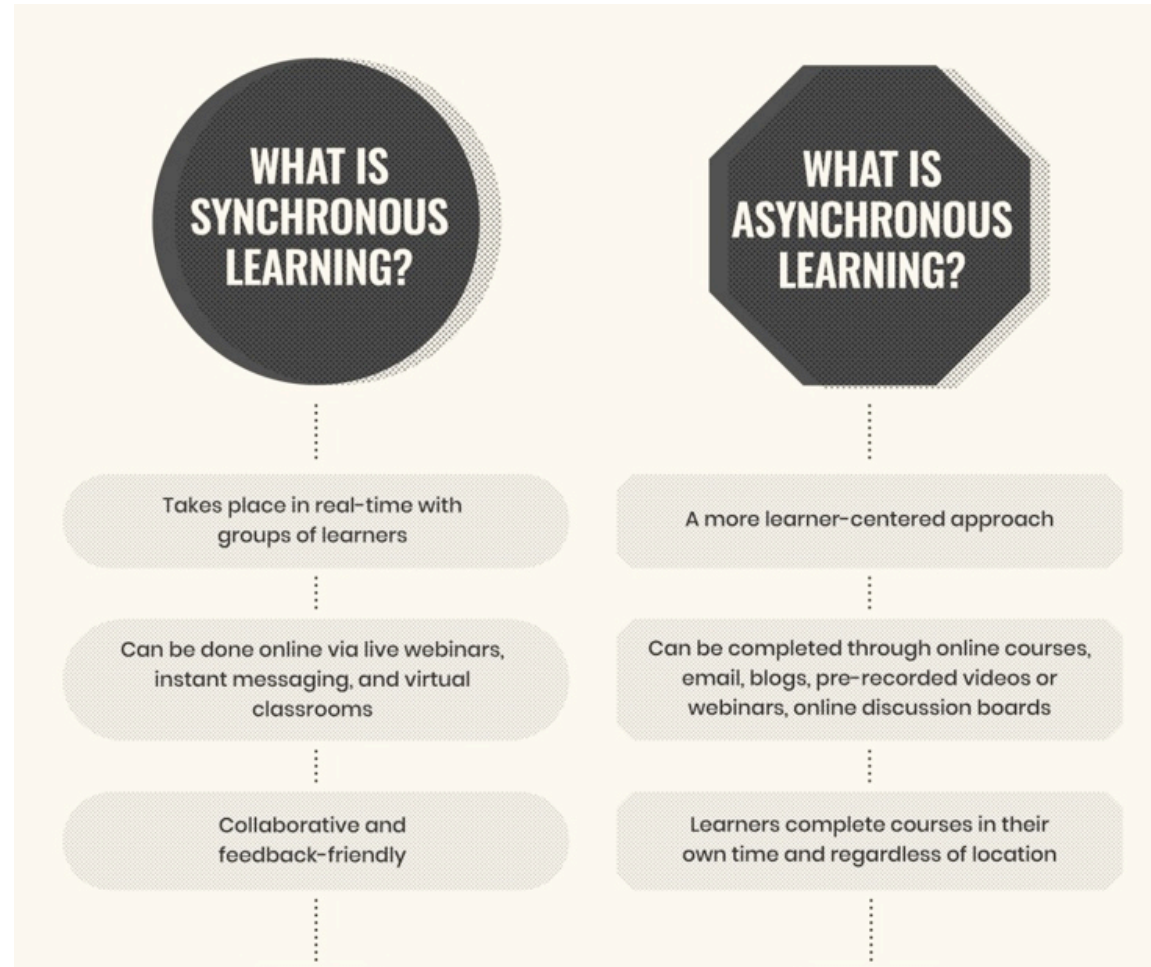 WHAT IS
SYNCHRONOUS
LEARNING?
Takes place in real-time with
groups of learners
Can be done online via live webinars,
instant messaging, and virtual
classrooms
Collaborative and
feedback-friendly
WHAT IS
ASYNCHRONOUS
LEARNING?
A more learner-centered approach
Can be completed through online courses,
email, blogs, pre-recorded videos or
webinars, online discussion boards
Learners complete courses in their
own time and regardless of location